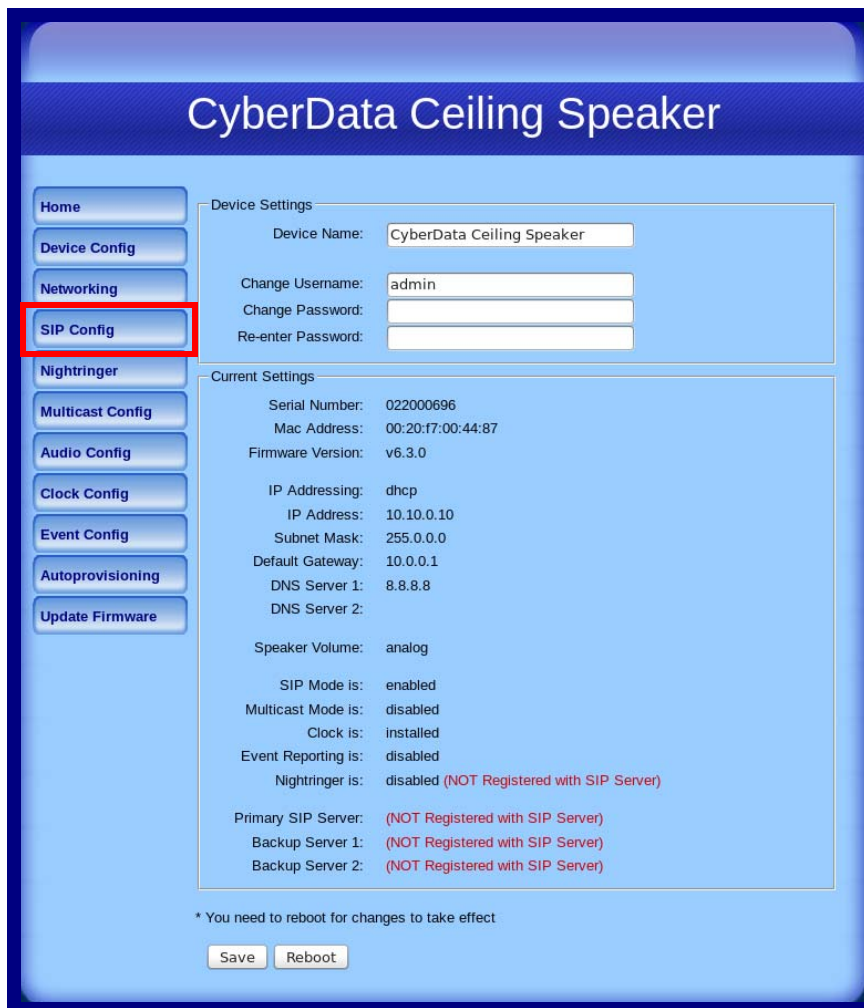 CyberData Ceiling Speaker
Home
Device Config
Networking
SIP Config
Nightringer
Multicast Config
Audio Config
Clock Config
Event Config
Autoprovisioning
Update Firmware
Device Settings
Device Name: CyberData Ceiling Speaker
Change Username: admin
Change Password:
Re-enter Password:
Current Settings
Serial Number: 022000696
Mac Address: 00:20:f7:00:44:87
Firmware Version: v6.3.0
IP Addressing: dhcp
IP Address: 10.10.0.10
Subnet Mask: 255.0.0.0
Default Gateway: 10.0.0.1
DNS Server 1: 8.8.8.8
DNS Server 2:
Speaker Volume: analog
SIP Mode is: enabled
Multicast Mode is: disabled
Clock is: installed
Event Reporting is: disabled
Nightringer is: disabled (NOT Registered with SIP Server)
Primary SIP Server: (NOT Registered with SIP Server)
Backup Server 1: (NOT Registered with SIP Server)
Backup Server 2: (NOT Registered with SIP Server)
* You need to reboot for changes to take effect
Save Reboot